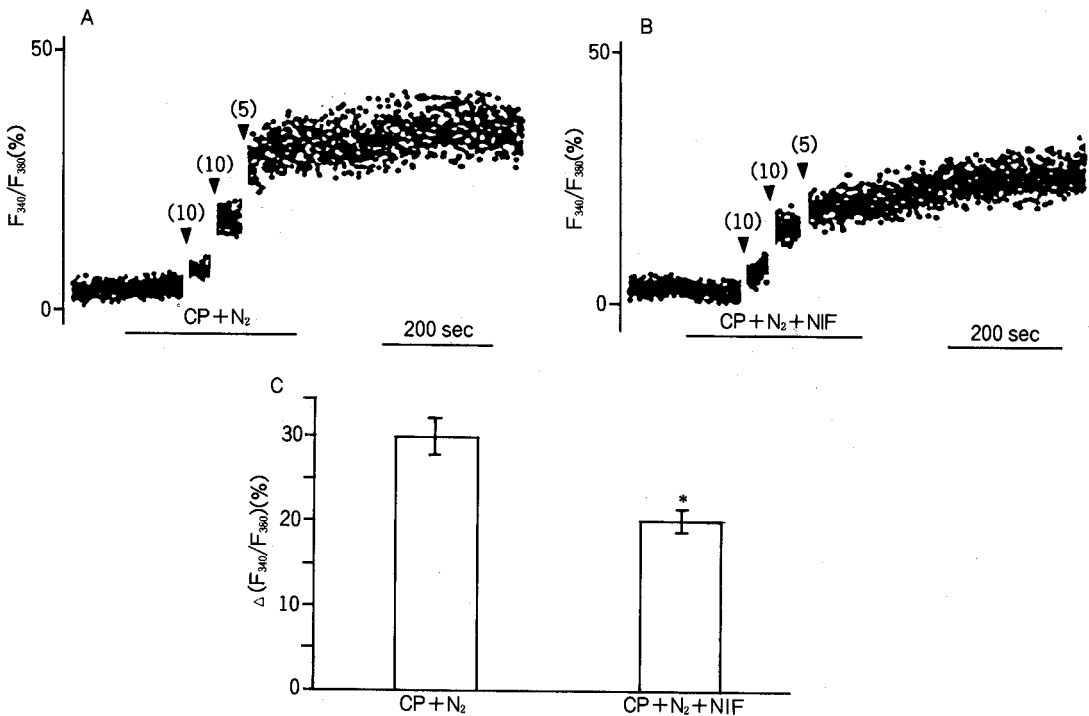 A
50
F₃₄₀/F₃₈₀(%)
0
(10)
(10)
(5)
CP+N₂
200 sec
B
50
F₃₄₀/F₃₈₀(%)
0
(10)
(10)
(5)
CP+N₂+NIF
200 sec
C
△(F₃₄₀/F₃₈₀)(%)
30
20
10
0
*
CP+N₂
CP+N₂+NIF